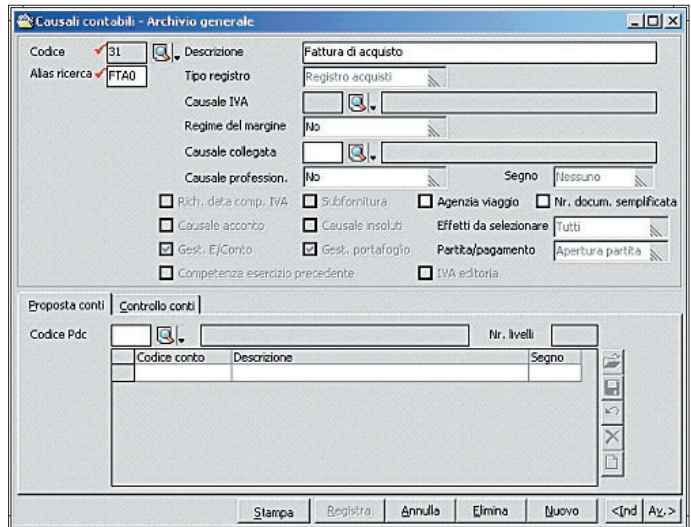 Causali contabili - Archivio generale
Codice 31 Descrizione Fattura di acquisto
Alias ricerca FTA0 Tipo registro Registro acquisti
Causale IVA
Regime del margine No
Causale collegata
Causale profession. No Segno Nessuno
Rich. data comp. IVA Subfornitura Agenzia viaggio Nr. docum. semplificata
Causale acconto Causale insoluti Effetti da selezionare Tutti
Gest. E/Conto Gest. portafogio Partita/pagamento Apertura partita
Competenza esercizio precedente IVA editoria
Proposta conti Controllo conti
Codice Pdc Nr. livelli
Codice conto Descrizione Segno
Stampa Registra Annulla Elimina Nuovo <Ind Av.>